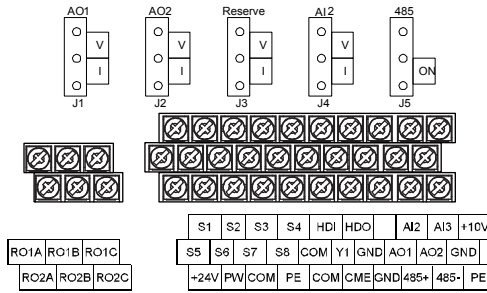 AO1 AO2 Reserve AI2 485
V V V V
I I I I ON
J1 J2 J3 J4 J5
S1 S2 S3 S4 HDI HDO AI2 AI3 +10V
RO1A RO1B RO1C S5 S6 S7 S8 COM Y1 GND AO1 AO2 GND
RO2A RO2B RO2C +24V PW COM PE COM CME GND 485+ 485- PE